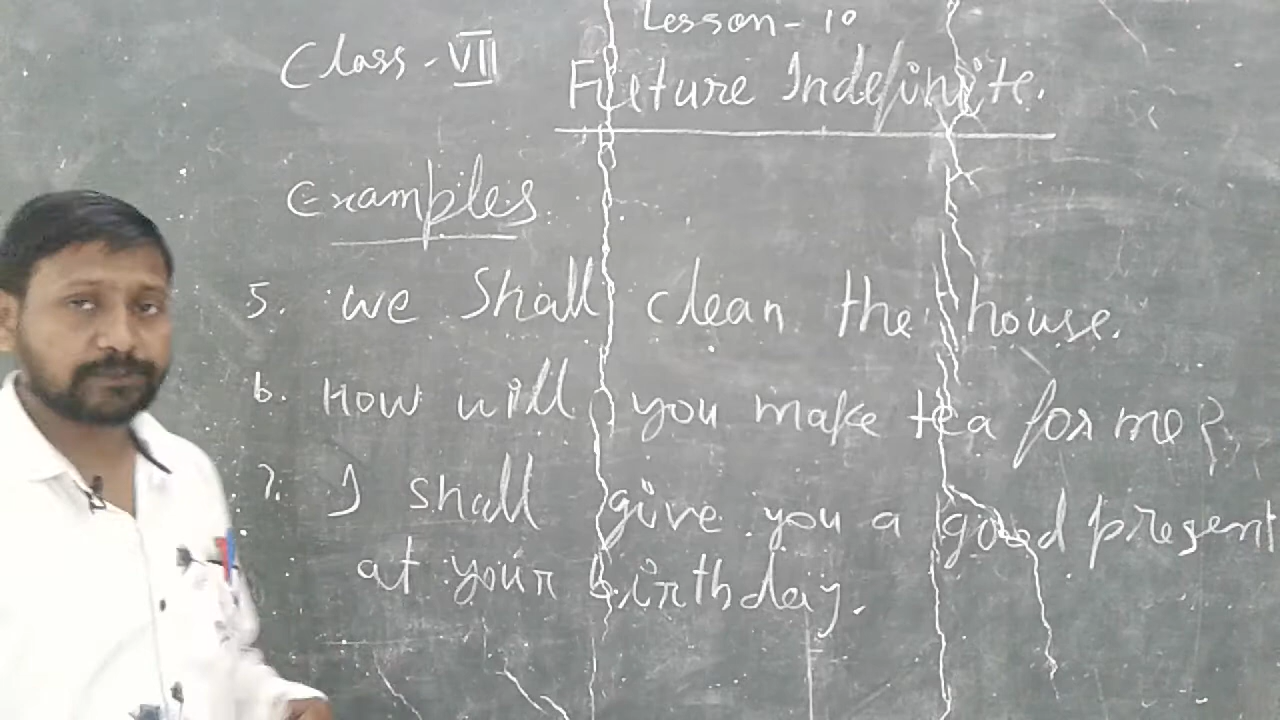 Lesson - 10
Class - VII
Future Indefinite.
Examples
5. we Shall clean the house.
6. How will you make tea for me?
7. I shall give you a good present
at your birthday.